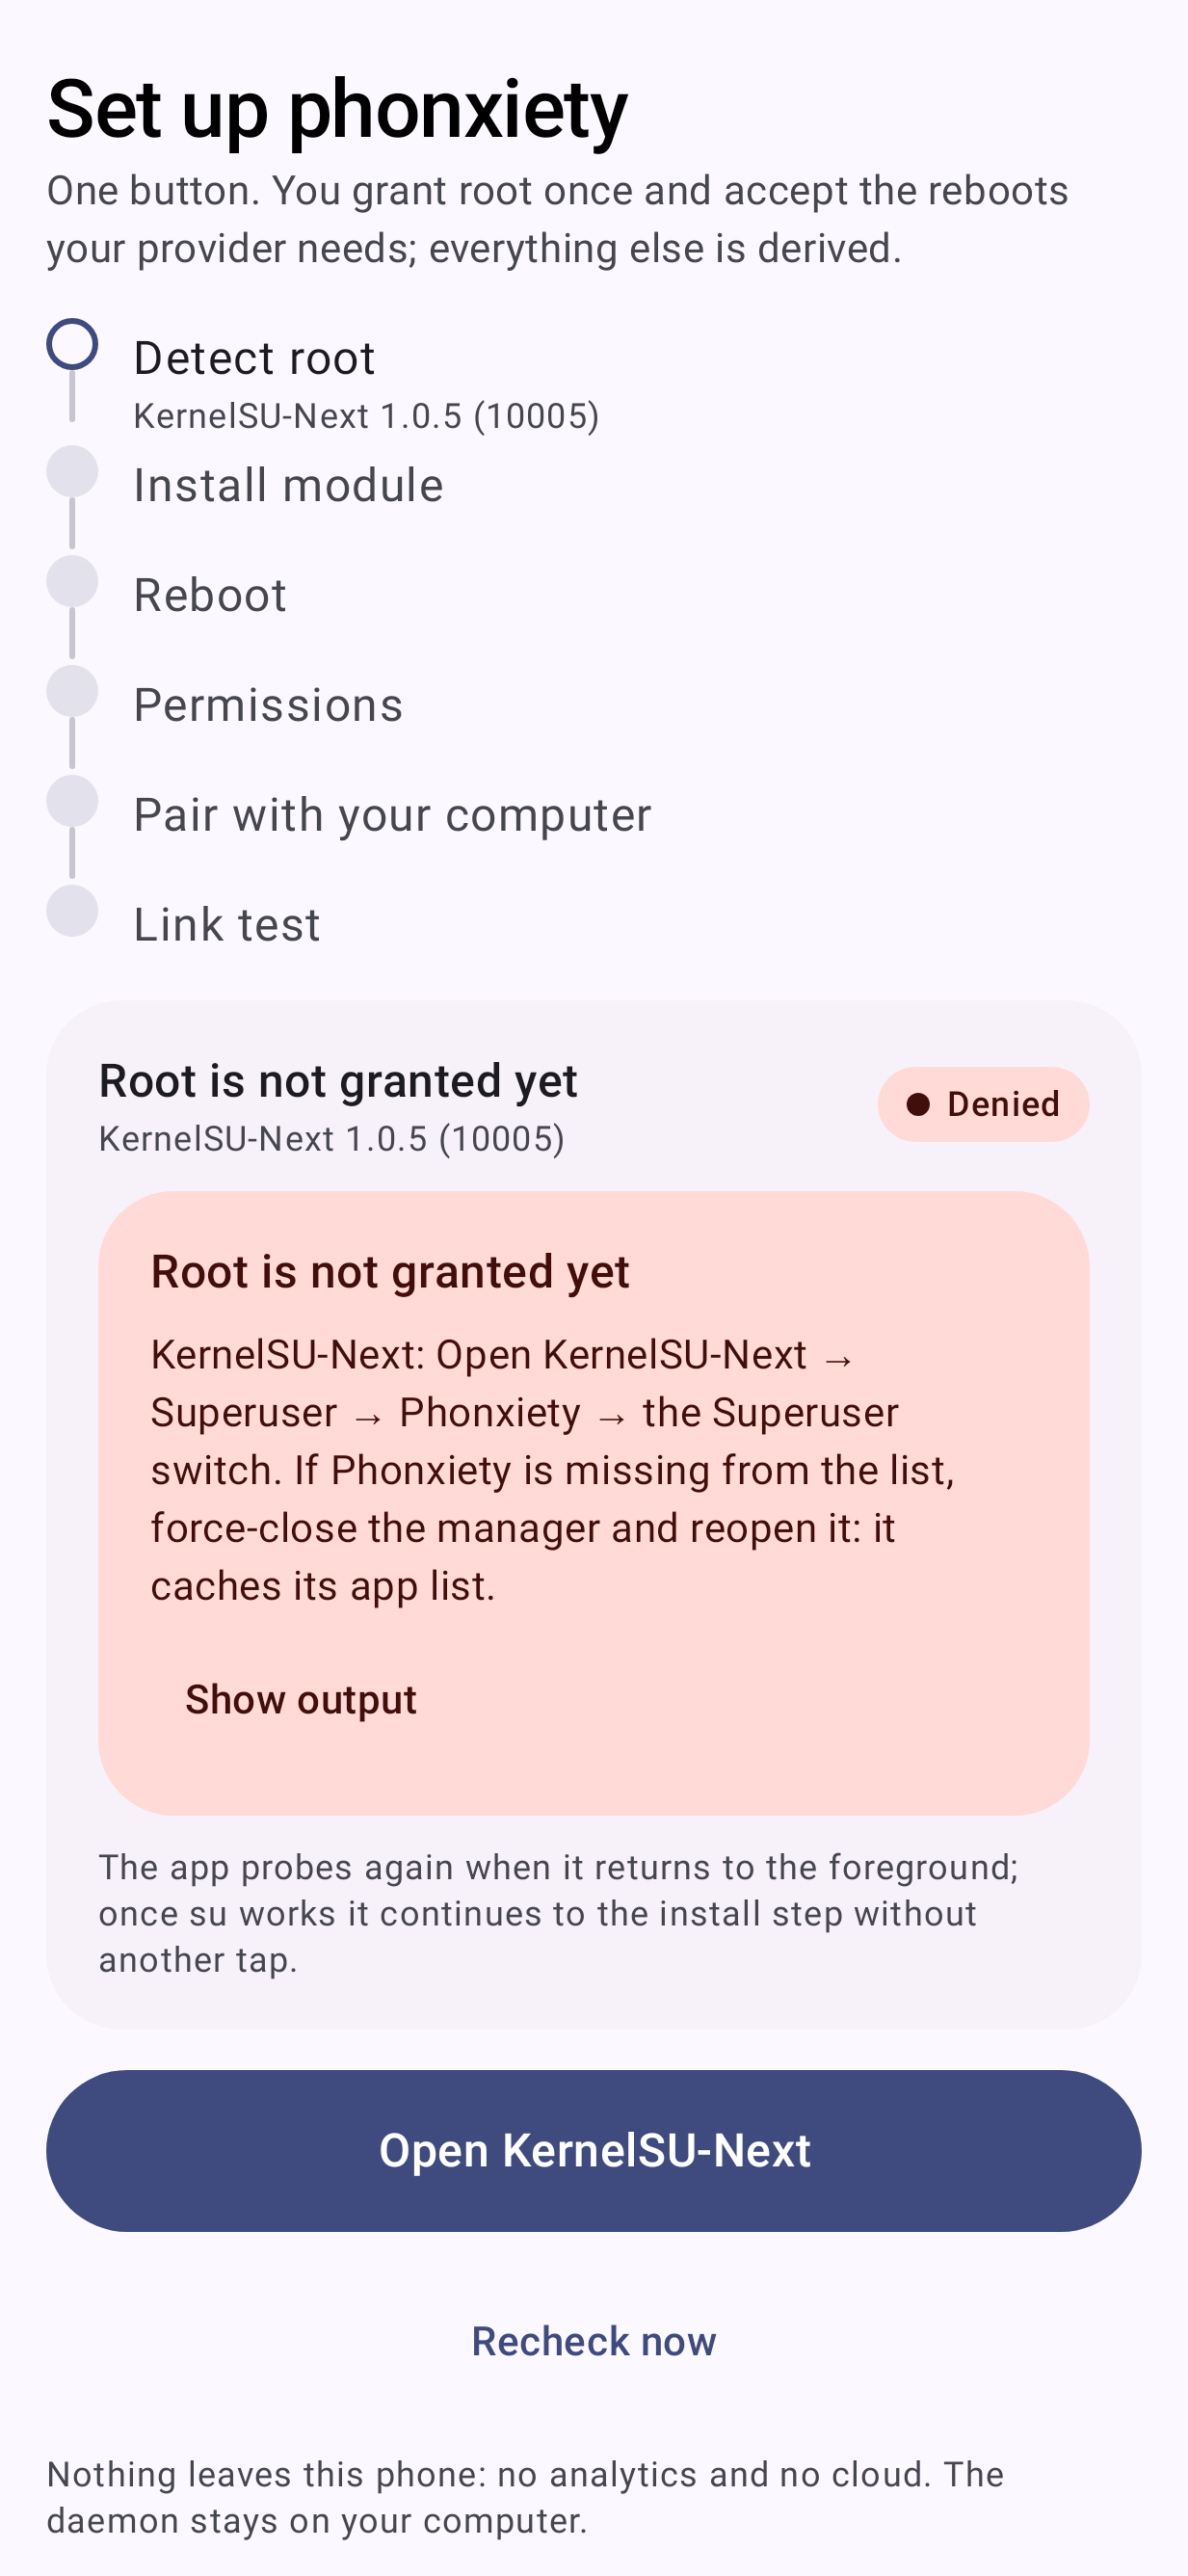 Set up phonxiety
One button. You grant root once and accept the reboots
your provider needs; everything else is derived.
Detect root
KernelSU-Next 1.0.5 (10005)
Install module
Reboot
Permissions
Pair with your computer
Link test
Root is not granted yet
Denied
KernelSU-Next 1.0.5 (10005)
Root is not granted yet
KernelSU-Next: Open KernelSU-Next →
Superuser → Phonxiety → the Superuser
switch. If Phonxiety is missing from the list,
force-close the manager and reopen it: it
caches its app list.
Show output
The app probes again when it returns to the foreground;
once su works it continues to the install step without
another tap.
Open KernelSU-Next
Recheck now
Nothing leaves this phone: no analytics and no cloud. The
daemon stays on your computer.